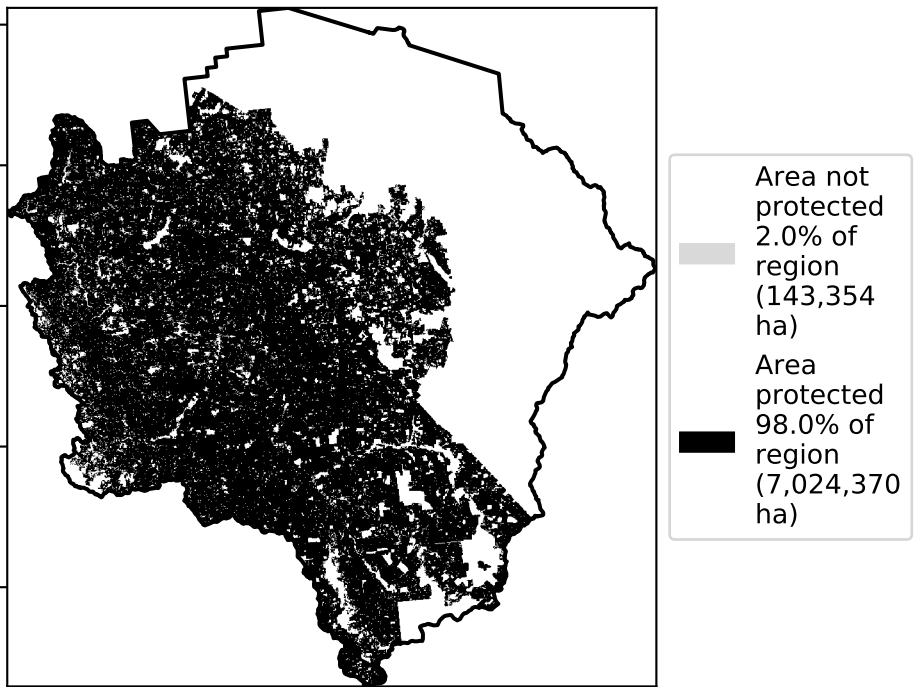 Area not
protected
2.0% of
region
(143,354
ha)
Area
protected
98.0% of
region
(7,024,370
ha)